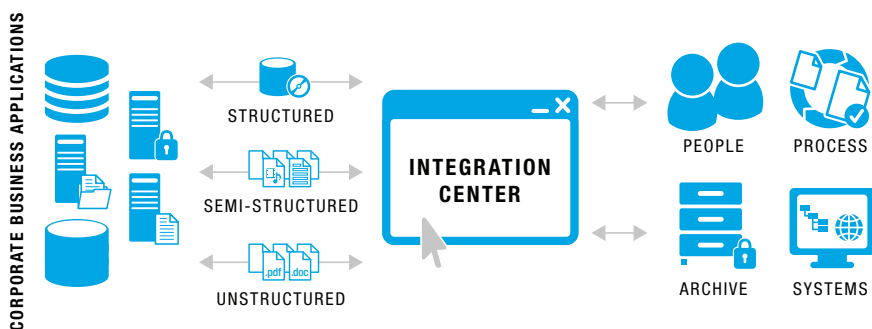 CORPORATE BUSINESS APPLICATIONS
STRUCTURED
SEMI-STRUCTURED
.pdf
.doc
UNSTRUCTURED
INTEGRATION
CENTER
PEOPLE
PROCESS
ARCHIVE
SYSTEMS